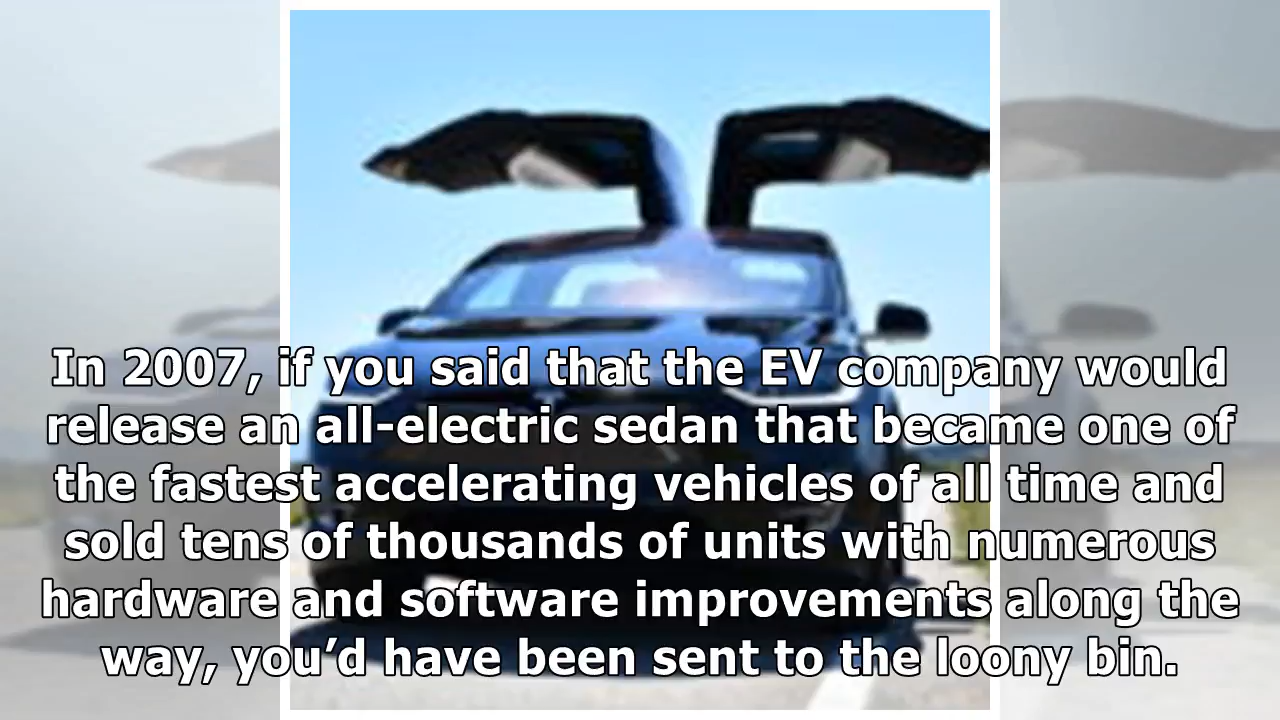 In 2007, if you said that the EV company would
release an all-electric sedan that became one of
the fastest accelerating vehicles of all time and
sold tens of thousands of units with numerous
hardware and software improvements along the
way, you’d have been sent to the loony bin.